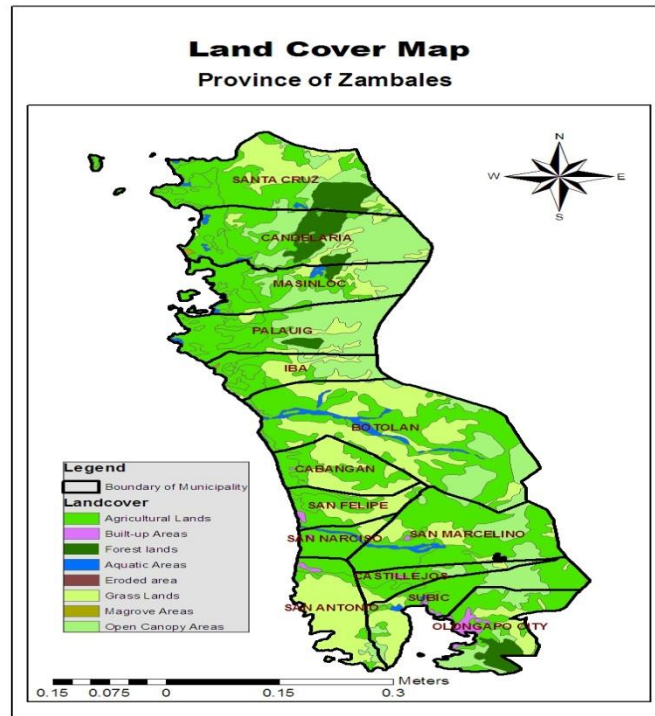 Land Cover Map
Province of Zambales
N
W E
S
SANTA CRUZ
CANDELARIA
MASINLOC
PALAUIG
IBA
BOTOLAN
CABANGAN
SAN FELIPE
SAN NARCISO
SAN MARCELINO
CASTILLEJOS
SUBIC
SAN ANTONIO
OLONGAPO CITY
Legend
Boundary of Municipality
Landcover
Agricultural Lands
Built-up Areas
Forest lands
Aquatic Areas
Eroded area
Grass Lands
Magrove Areas
Open Canopy Areas
Meters
0.15 0.075 0 0.15 0.3